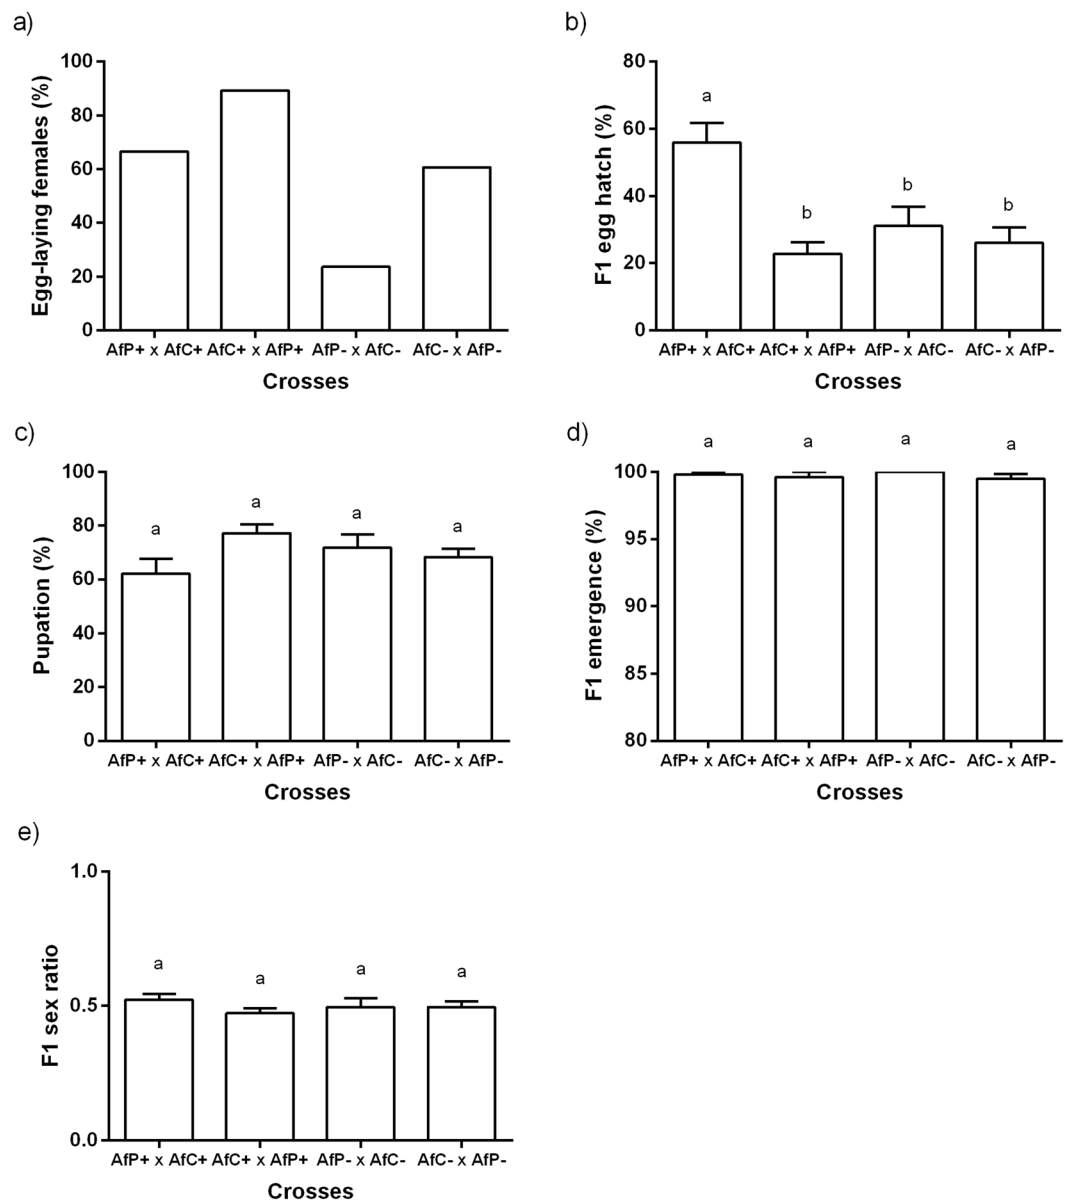 a)
Egg-laying females (%)
100
80
60
40
20
0
AfP+ x AfC+ AfC+ x AfP+ AfP- x AfC- AfC- x AfP-
Crosses
b)
F1 egg hatch (%)
80
60
40
20
0
a
b
b
b
AfP+ x AfC+ AfC+ x AfP+ AfP- x AfC- AfC- x AfP-
Crosses
c)
Pupation (%)
100
80
60
40
20
0
a
a
a
a
AfP+ x AfC+ AfC+ x AfP+ AfP- x AfC- AfC- x AfP-
Crosses
d)
F1 emergence (%)
100
95
90
85
80
a
a
a
a
AfP+ x AfC+ AfC+ x AfP+ AfP- x AfC- AfC- x AfP-
Crosses
e)
F1 sex ratio
1.0
0.5
0.0
a
a
a
a
AfP+ x AfC+ AfC+ x AfP+ AfP- x AfC- AfC- x AfP-
Crosses